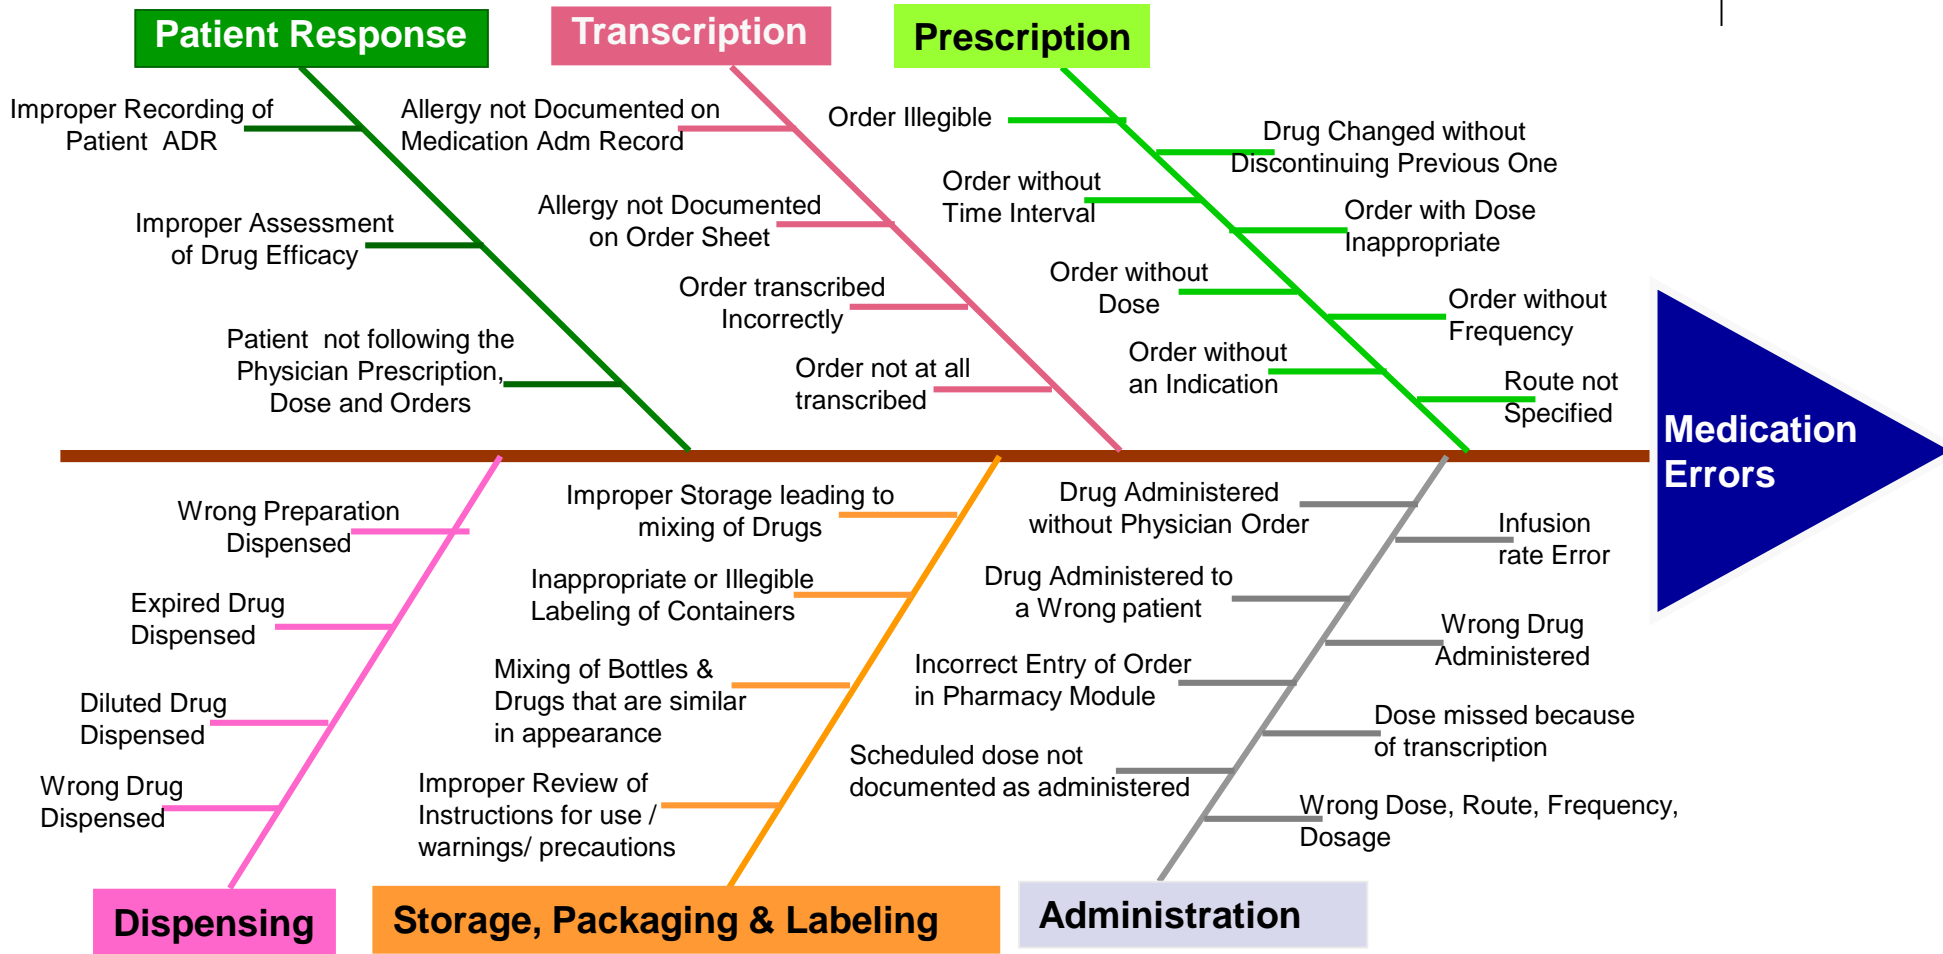 Patient Response
Transcription
Prescription
Improper Recording of
Patient ADR
Improper Assessment
of Drug Efficacy
Patient not following the
Physician Prescription,
Dose and Orders
Allergy not Documented on
Medication Adm Record
Allergy not Documented
on Order Sheet
Order transcribed
Incorrectly
Order not at all
transcribed
Order Illegible
Order without
Time Interval
Order without
Dose
Order without
an Indication
Drug Changed without
Discontinuing Previous One
Order with Dose
Inappropriate
Order without
Frequency
Route not
Specified
Medication
Errors
Wrong Preparation
Dispensed
Expired Drug
Dispensed
Diluted Drug
Dispensed
Wrong Drug
Dispensed
Improper Storage leading to
mixing of Drugs
Inappropriate or Illegible
Labeling of Containers
Mixing of Bottles &
Drugs that are similar
in appearance
Improper Review of
Instructions for use /
warnings/ precautions
Drug Administered
without Physician Order
Drug Administered to
a Wrong patient
Incorrect Entry of Order
in Pharmacy Module
Scheduled dose not
documented as administered
Infusion
rate Error
Wrong Drug
Administered
Dose missed because
of transcription
Wrong Dose, Route, Frequency,
Dosage
Dispensing
Storage, Packaging & Labeling
Administration